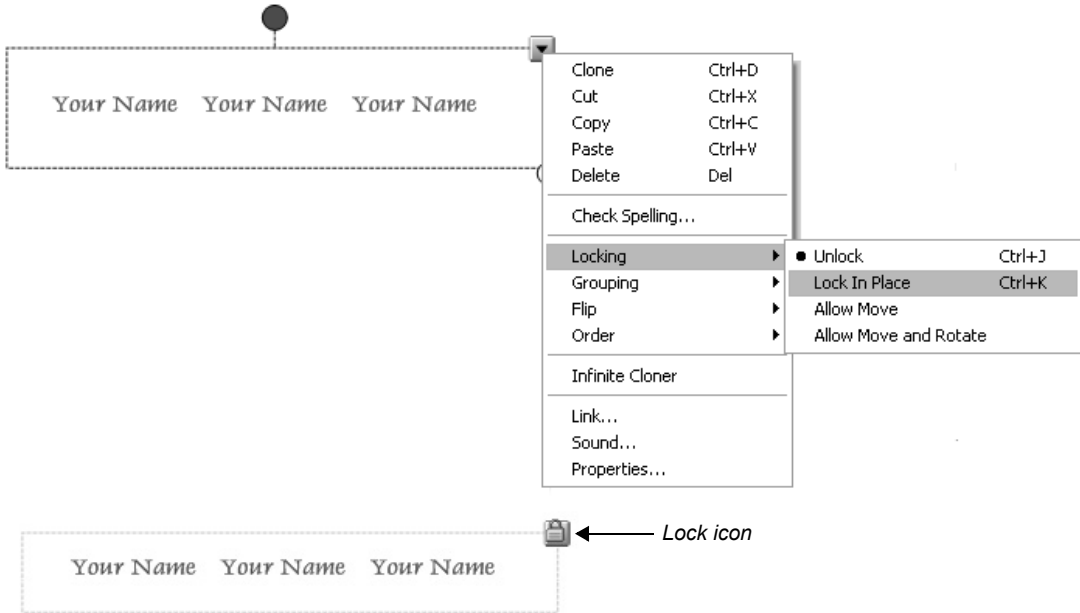 Your Name Your Name Your Name
Clone Ctrl+D
Cut Ctrl+X
Copy Ctrl+C
Paste Ctrl+V
Delete Del
Check Spelling...
Locking
Grouping
Flip
Order
Infinite Cloner
Link...
Sound...
Properties...
Unlock Ctrl+J
Lock In Place Ctrl+K
Allow Move
Allow Move and Rotate
Lock icon
Your Name Your Name Your Name